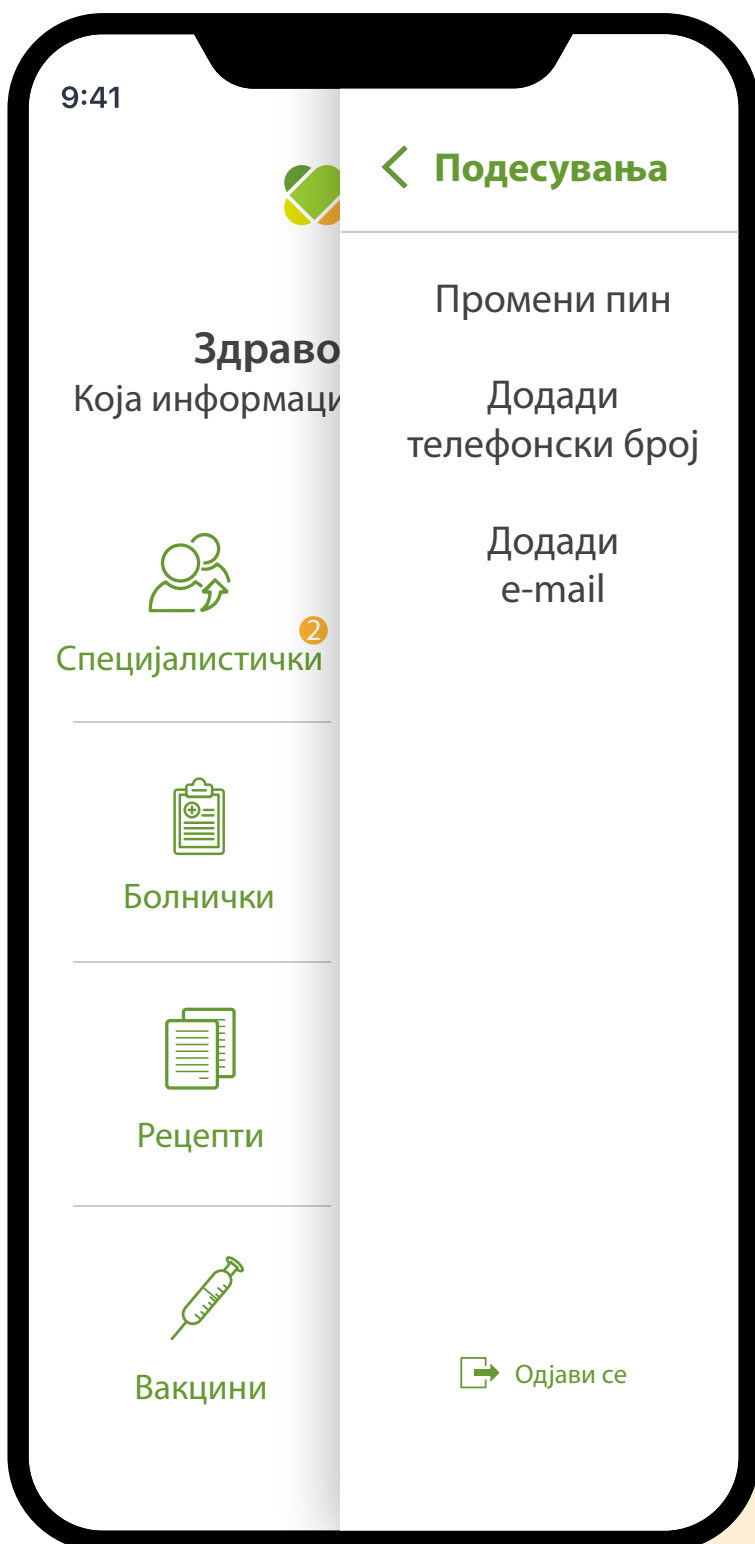 9:41
Здраво
Која информаци
2
Специјалистички
Болнички
Рецепти
Вакцини
Подесувања
Промени пин
Додади
телефонски број
Додади
e-mail
Одјави се